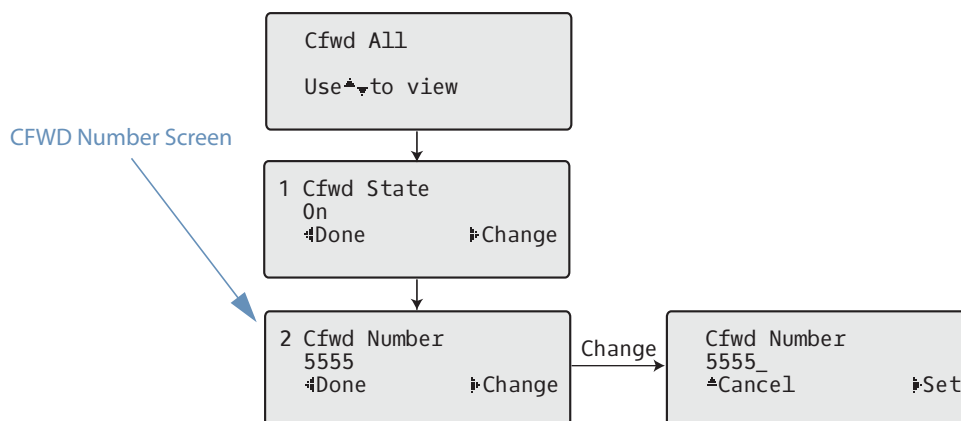 Cfwd All
Use▲▼to view
CFWD Number Screen
1 Cfwd State
On
◀Done ▶Change
2 Cfwd Number
5555
◀Done ▶Change
Change
Cfwd Number
5555_
▲Cancel ▶Set